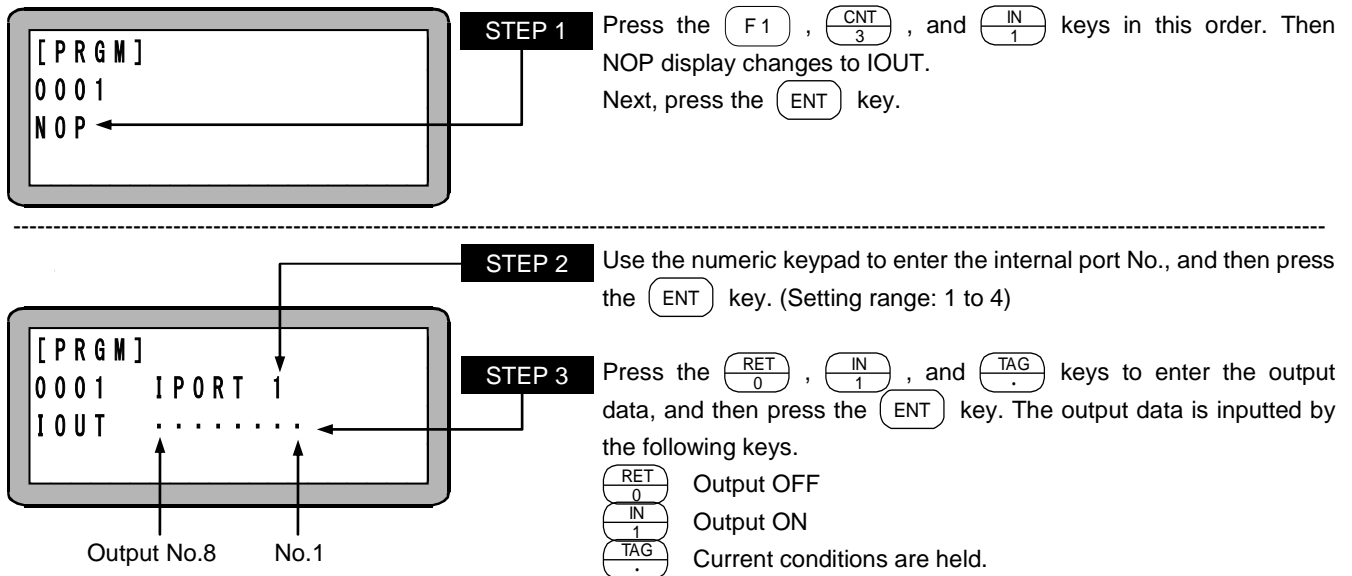 [PRGM]
0001
NOP
STEP 1
Press the F1 , CNT 3 , and IN 1 keys in this order. Then
NOP display changes to IOUT.
Next, press the ENT key.
STEP 2
Use the numeric keypad to enter the internal port No., and then press
the ENT key. (Setting range: 1 to 4)
[PRGM]
0001 IPORT 1
IOUT ········
Output No.8 No.1
STEP 3
Press the RET 0 , IN 1 , and TAG . keys to enter the output
data, and then press the ENT key. The output data is inputted by
the following keys.
RET 0 Output OFF
IN 1 Output ON
TAG . Current conditions are held.